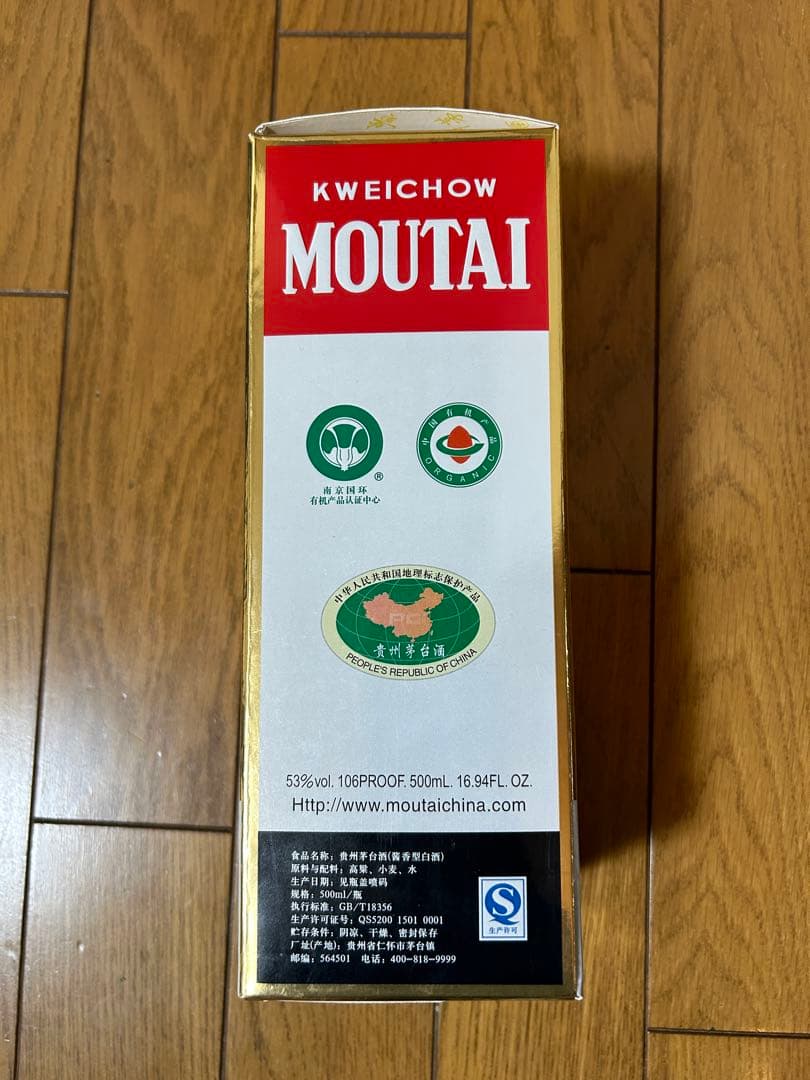 KWEICHOW
MOUTAI
南京国环
有机产品认证中心
®
中国有机产品
ORGANIC
中华人民共和国地理标志保护产品
贵州茅台酒
PEOPLE'S REPUBLIC OF CHINA
53%vol. 106PROOF. 500mL. 16.94FL. OZ.
Http://www.moutaichina.com
食品名称: 贵州茅台酒(酱香型白酒)
原料与配料: 高粱、小麦、水
生产日期: 见瓶盖喷码
规格: 500ml/瓶
执行标准: GB/T18356
生产许可证号: QS5200 1501 0001
贮存条件: 阴凉、干燥、密封保存
厂址(产地): 贵州省仁怀市茅台镇
邮编: 564501 电话: 400-818-9999
S
生产许可